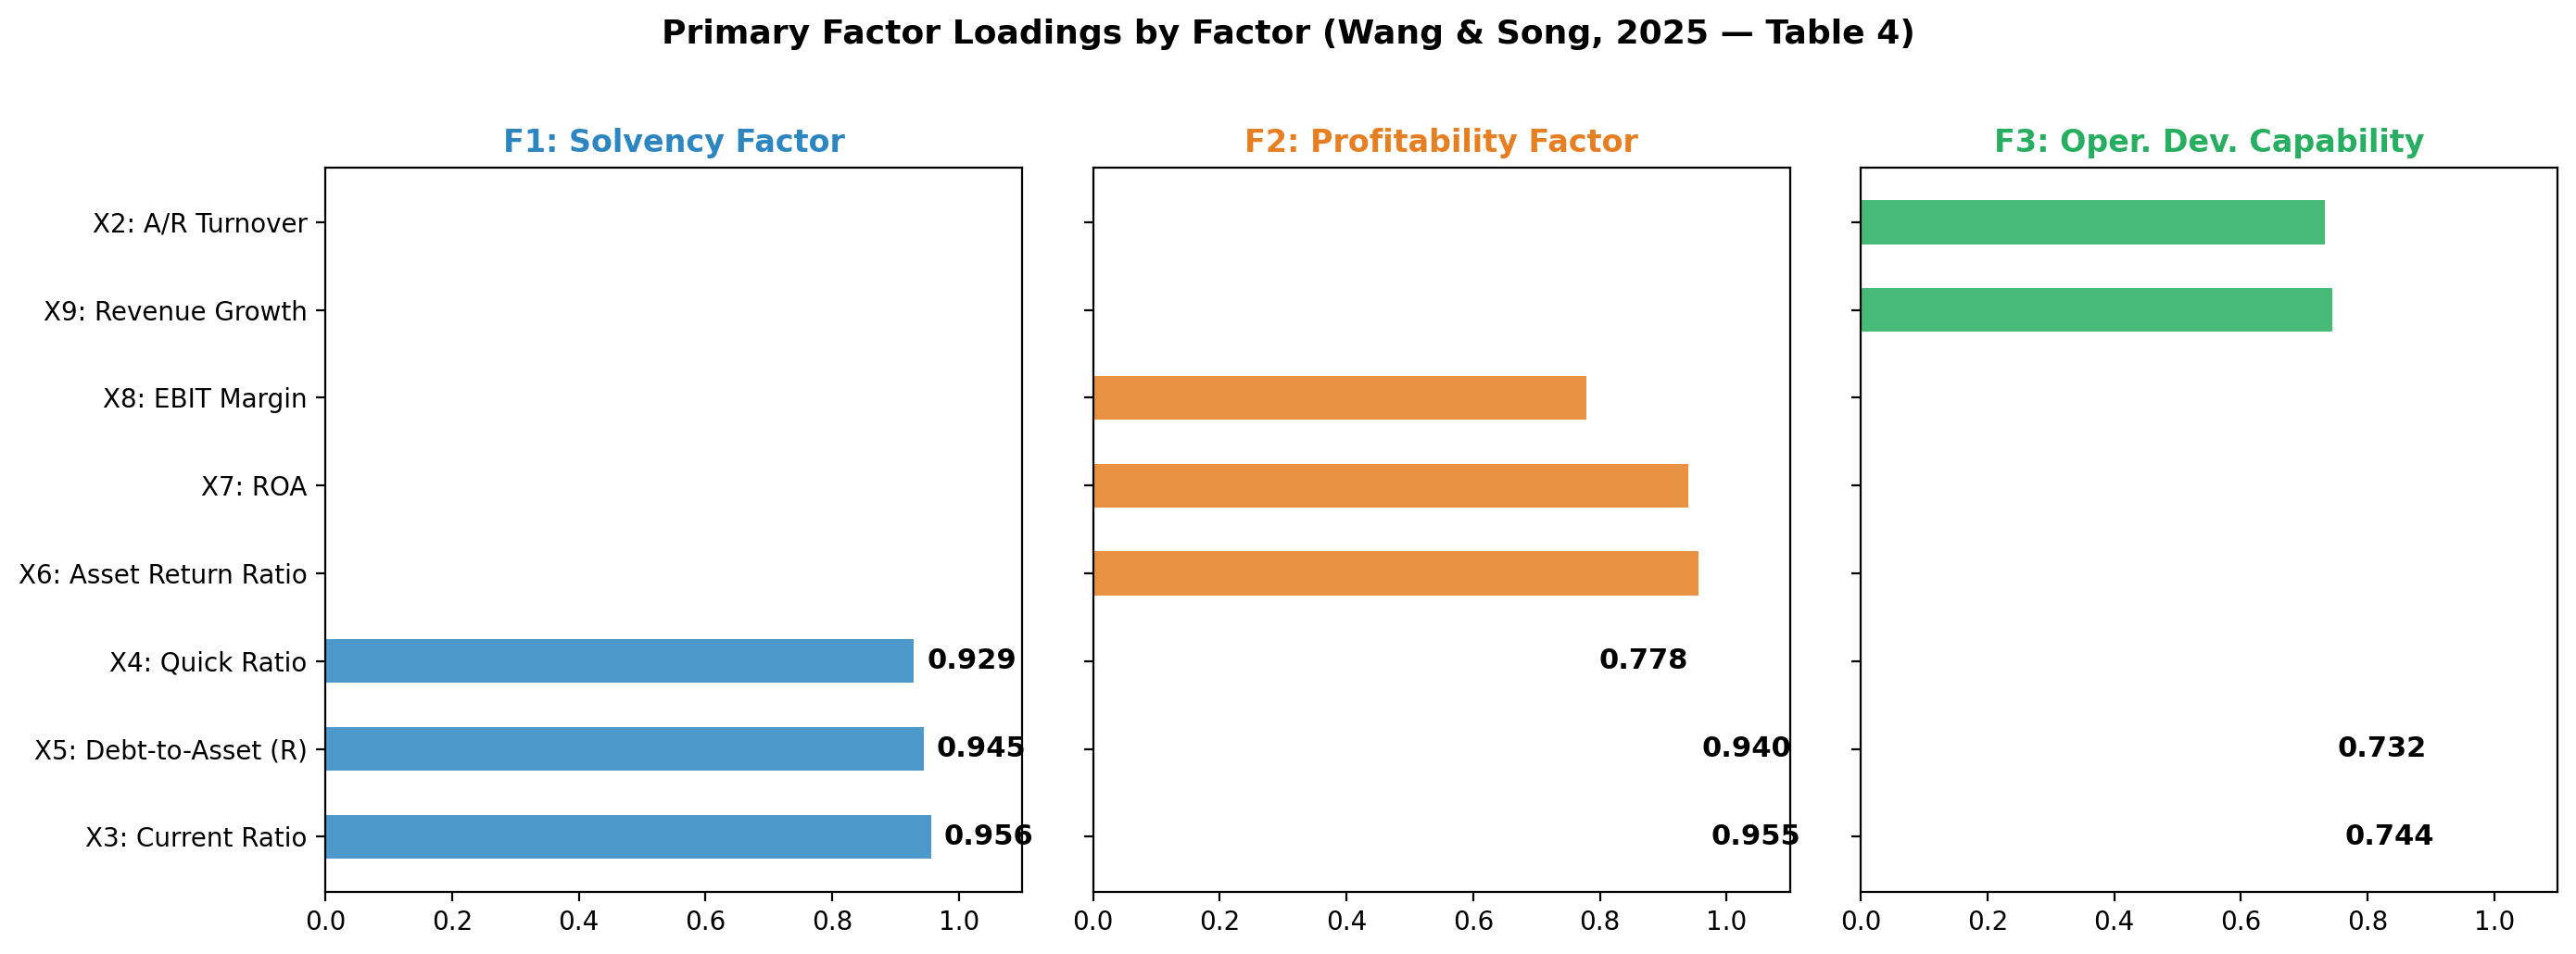 Primary Factor Loadings by Factor (Wang & Song, 2025 — Table 4)
F1: Solvency Factor
F2: Profitability Factor
F3: Oper. Dev. Capability
X2: A/R Turnover
X9: Revenue Growth
X8: EBIT Margin
X7: ROA
X6: Asset Return Ratio
X4: Quick Ratio
0.929
0.778
X5: Debt-to-Asset (R)
0.945
0.940
0.732
X3: Current Ratio
0.956
0.955
0.744
0.0 0.2 0.4 0.6 0.8 1.0
0.0 0.2 0.4 0.6 0.8 1.0
0.0 0.2 0.4 0.6 0.8 1.0